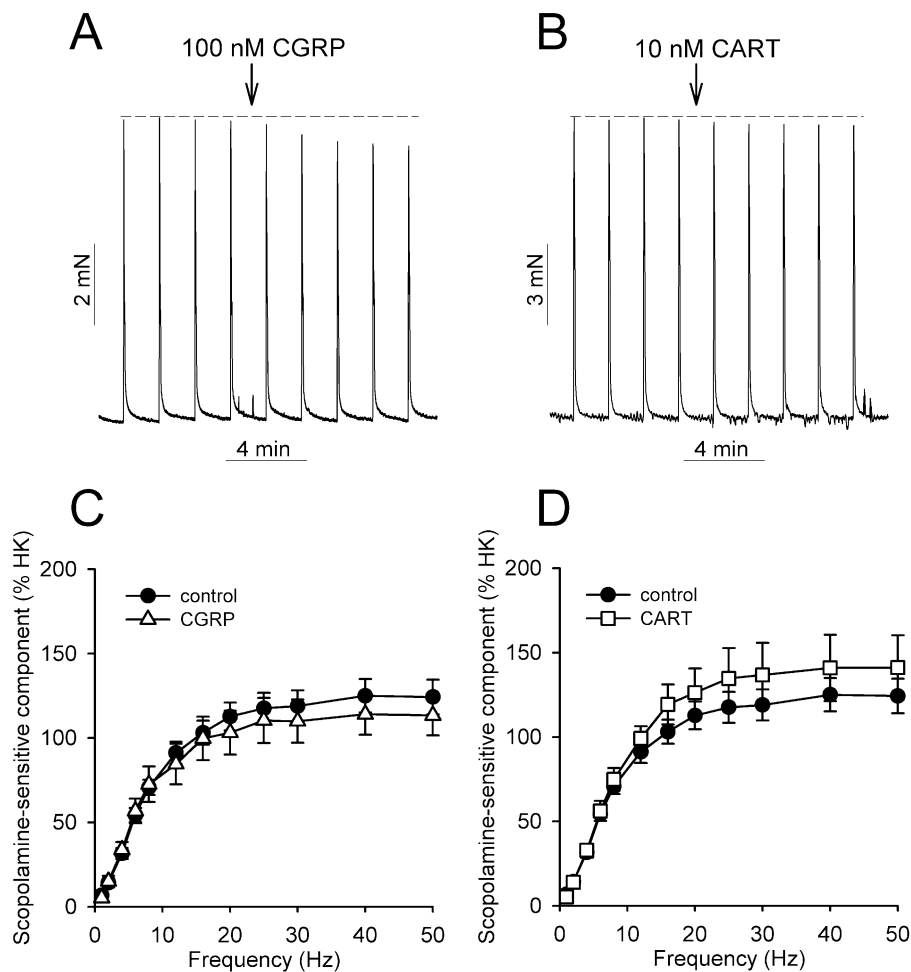 A
B
100 nM CGRP
10 nM CART
2 mN
3 mN
4 min
4 min
C
D
Scopolamine-sensitive component (% HK)
200
150
100
50
0
control
CGRP
0 10 20 30 40 50
Frequency (Hz)
Scopolamine-sensitive component (% HK)
200
150
100
50
0
control
CART
0 10 20 30 40 50
Frequency (Hz)